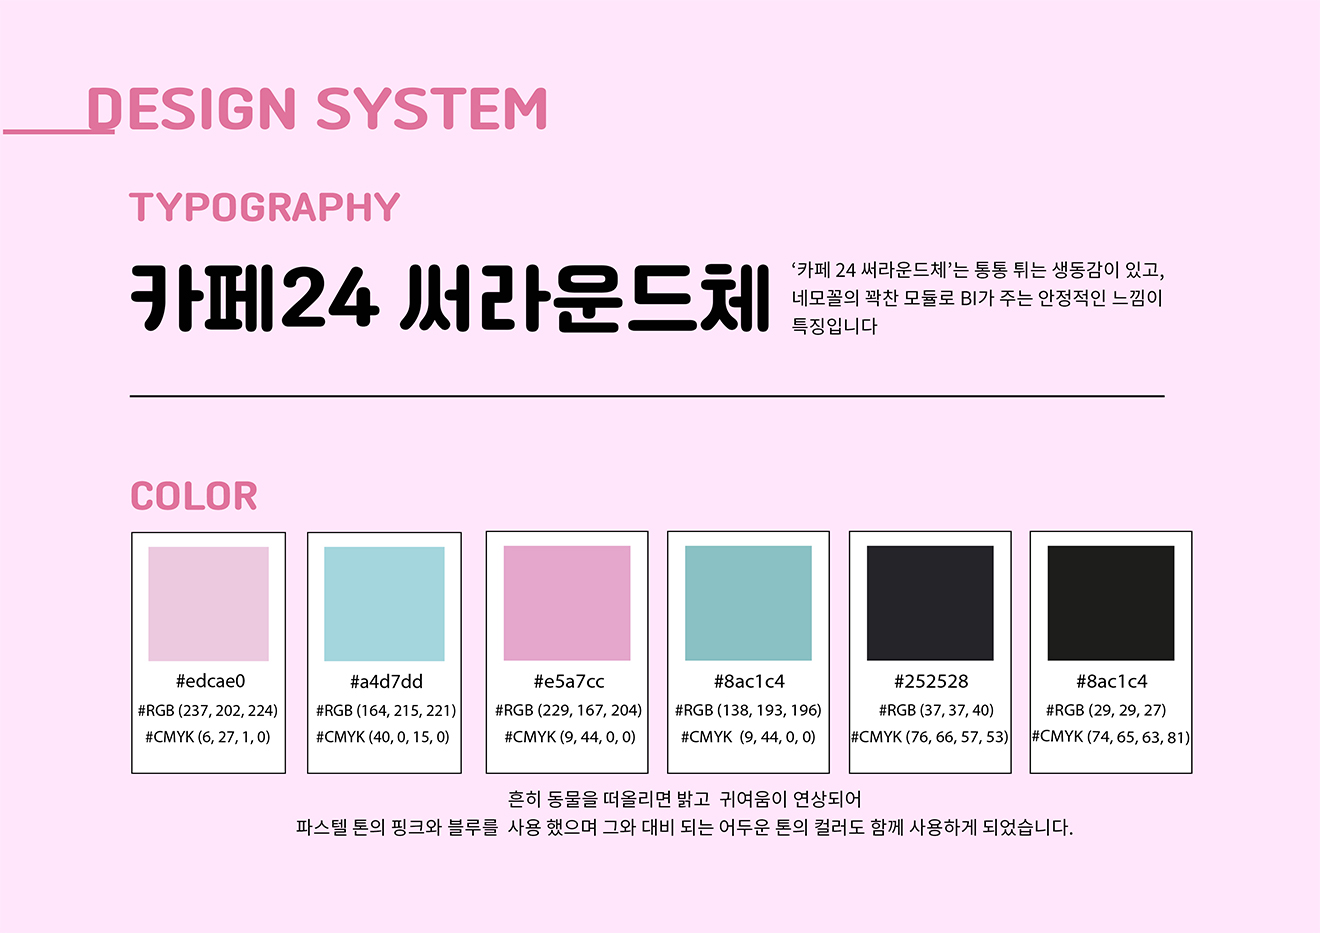 DESIGN SYSTEM
TYPOGRAPHY
카페24 써라운드체
‘카페 24 써라운드체’는 통통 튀는 생동감이 있고,
네모꼴의 꽉찬 모듈로 BI가 주는 안정적인 느낌이
특징입니다
COLOR
#edcae0
#RGB (237, 202, 224)
#CMYK (6, 27, 1, 0)
#a4d7dd
#RGB (164, 215, 221)
#CMYK (40, 0, 15, 0)
#e5a7cc
#RGB (229, 167, 204)
#CMYK (9, 44, 0, 0)
#8ac1c4
#RGB (138, 193, 196)
#CMYK (9, 44, 0, 0)
#252528
#RGB (37, 37, 40)
#CMYK (76, 66, 57, 53)
#8ac1c4
#RGB (29, 29, 27)
#CMYK (74, 65, 63, 81)
흔히 동물을 떠올리면 밝고 귀여움이 연상되어
파스텔 톤의 핑크와 블루를 사용 했으며 그와 대비 되는 어두운 톤의 컬러도 함께 사용하게 되었습니다.